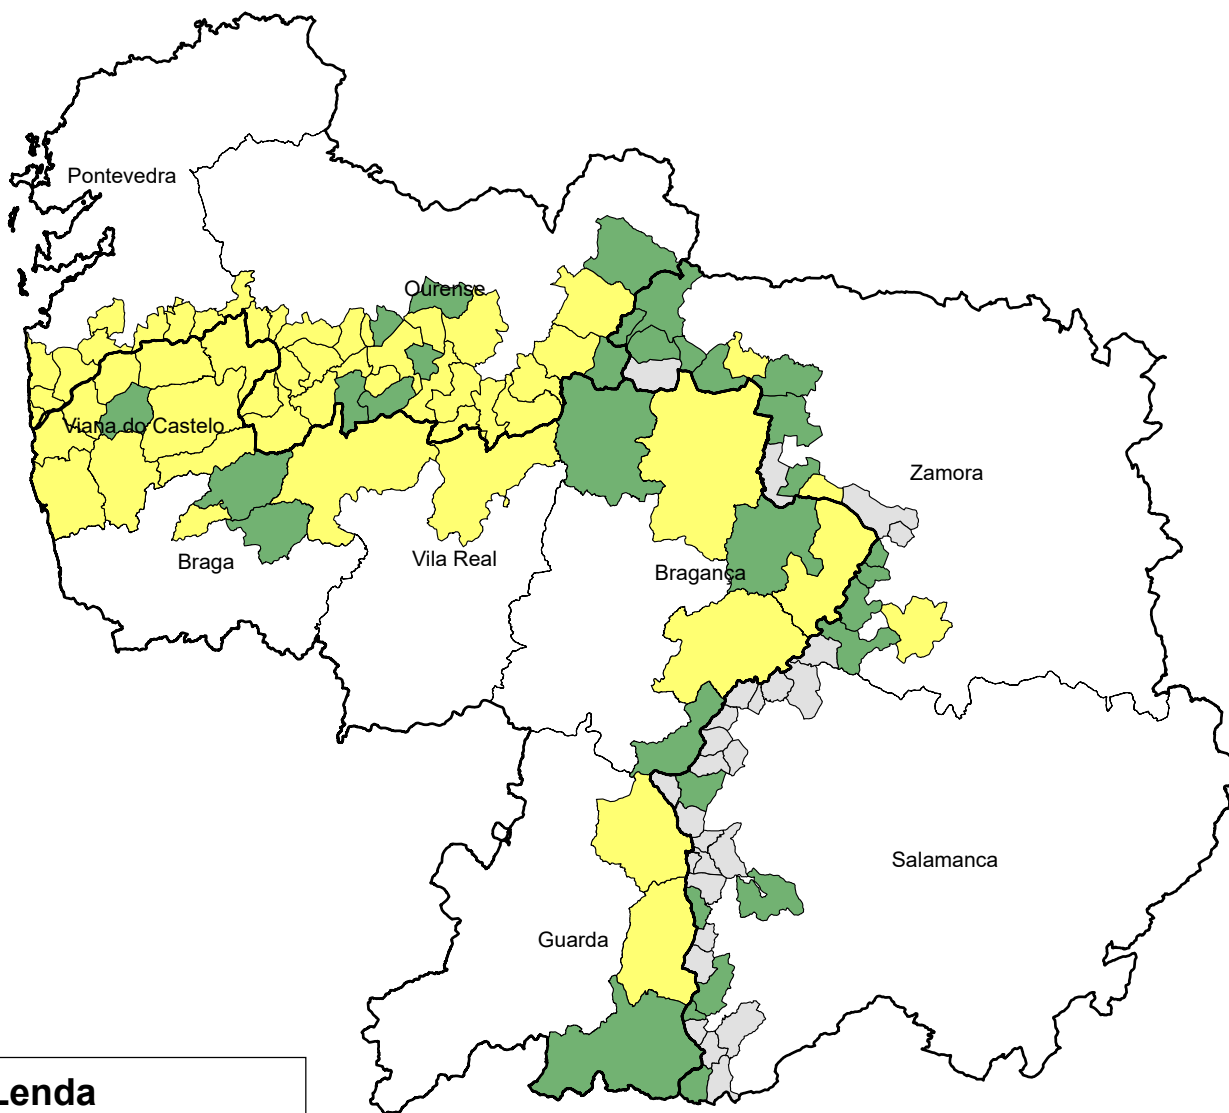 Pontevedra
Ourense
Viana do Castelo
Zamora
Braga
Vila Real
Bragança
Salamanca
Guarda
Lenda